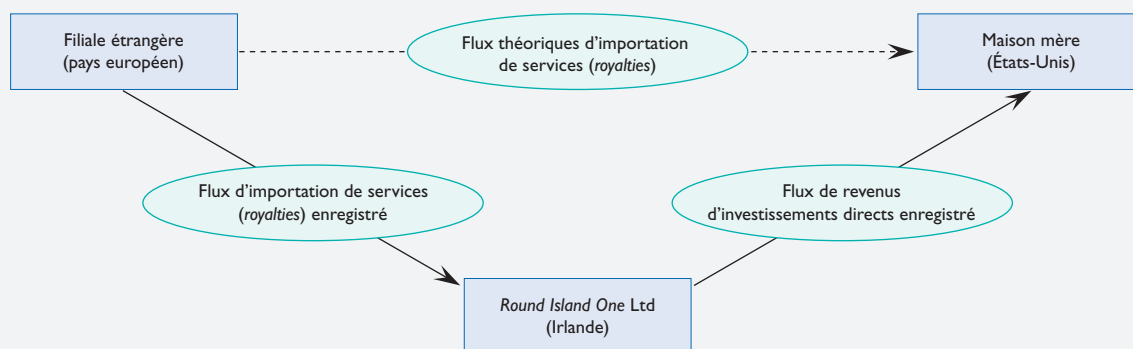 Filiale étrangère
(pays européen)
Flux théoriques d’importation
de services (royalties)
Maison mère
(États-Unis)
Flux d’importation de services
(royalties) enregistré
Flux de revenus
d’investissements directs enregistré
Round Island One Ltd
(Irlande)